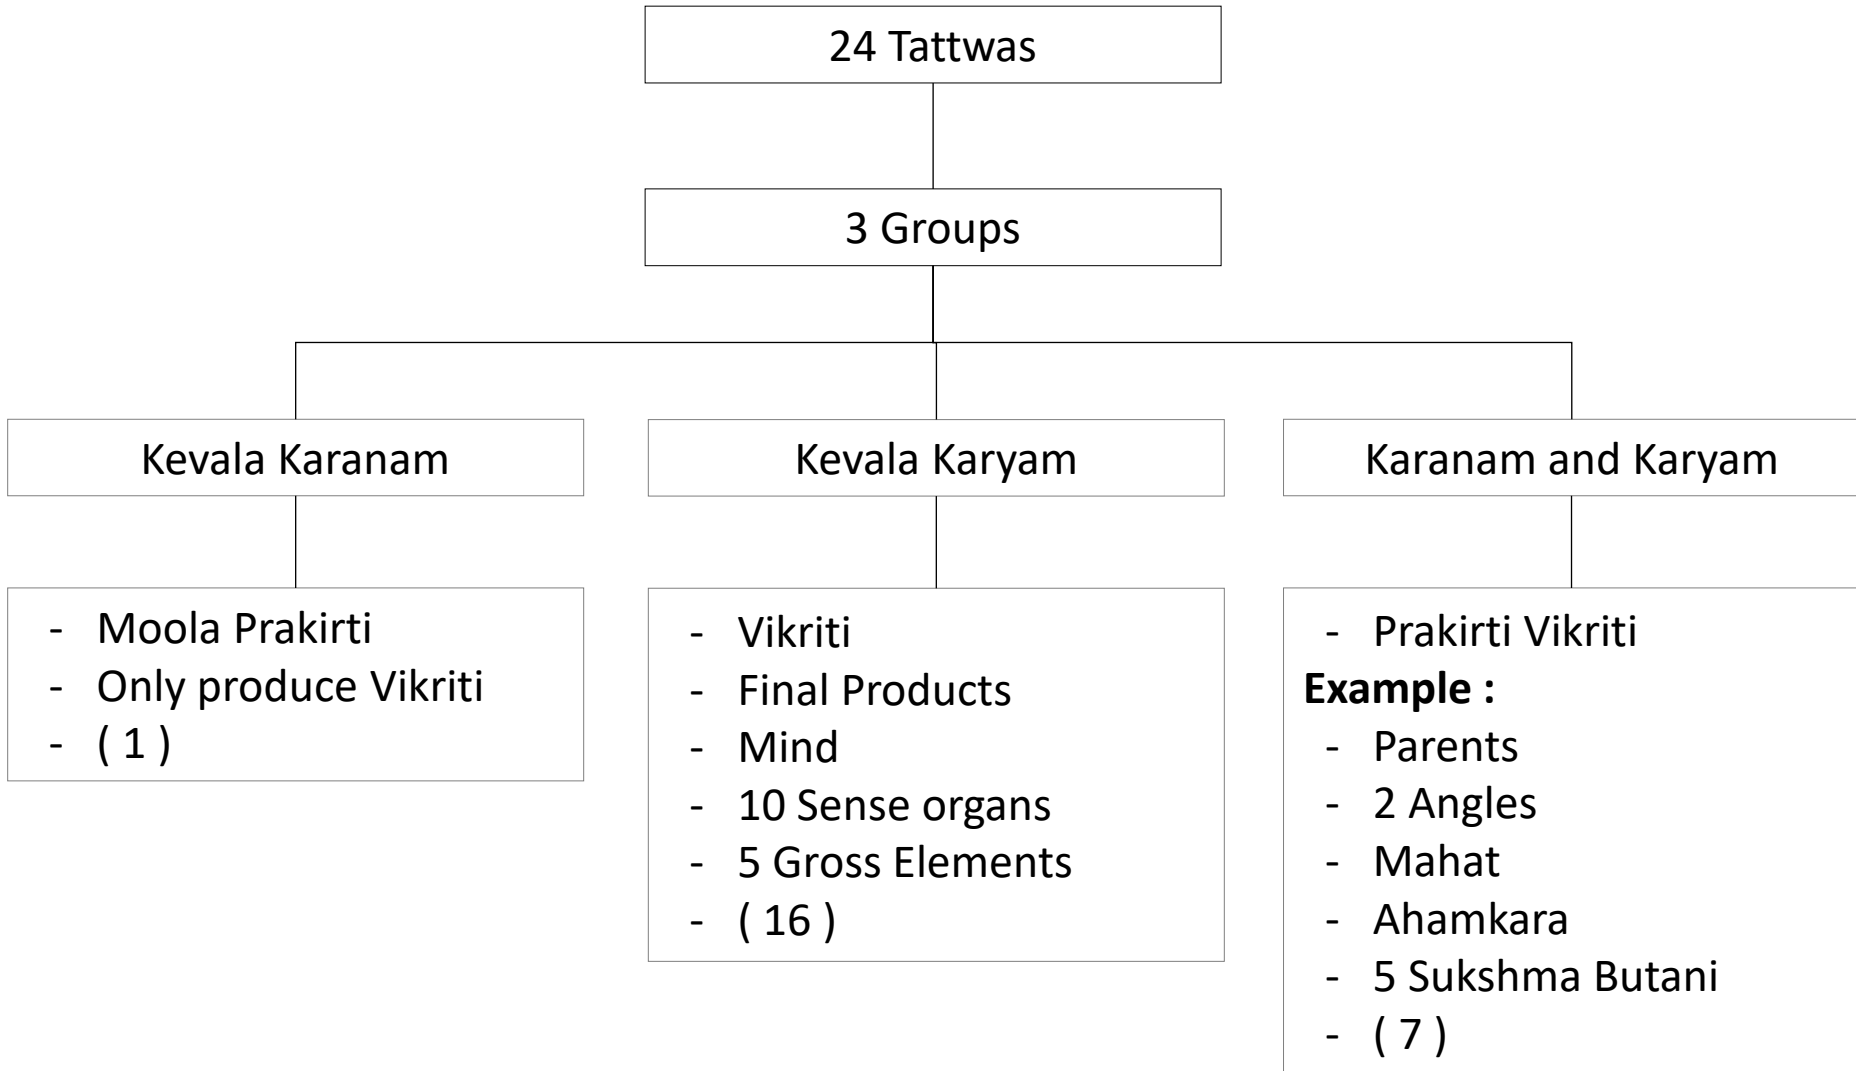 24 Tattwas
3 Groups
Kevala Karanam
Kevala Karyam
Karanam and Karyam
- Moola Prakirti
- Only produce Vikriti
- ( 1 )
- Vikriti
- Final Products
- Mind
- 10 Sense organs
- 5 Gross Elements
- ( 16 )
- Prakirti Vikriti
Example :
- Parents
- 2 Angles
- Mahat
- Ahamkara
- 5 Sukshma Butani
- ( 7 )